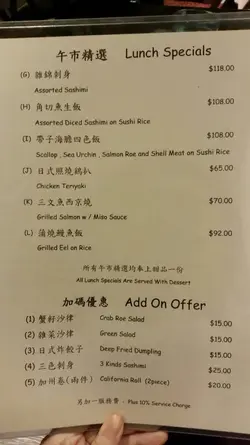 午市精選 Lunch Specials
(G) 雜錦刺身 $118.00
Assorted Sashimi
(H) 角切魚生飯 $108.00
Assorted Diced Sashimi on Sushi Rice
(I) 帶子海膽四色飯 $108.00
Scallop , Sea Urchin , Salmon Roe and Shell Meat on Sushi Rice
(J) 日式照燒鷄扒 $65.00
Chicken Teriyaki
(K) 三文魚西京燒 $70.00
Grilled Salmon w / Miso Sauce
(L) 蒲燒鰻魚飯 $92.00
Grilled Eel on Rice
所有午市精選均奉上甜品一份
All Lunch Specials Are Served With Dessert
加碼優惠 Add On Offer
(1) 蟹籽沙律 Crab Roe Salad $15.00
(2) 雜菜沙律 Green Salad $15.00
(3) 日式炸餃子 Deep Fried Dumpling $15.00
(4) 三色刺身 3 Kinds Sashimi $25.00
(5) 加州卷(兩件) California Roll (2piece) $20.00
另加一服務費 - Plus 10% Service Charge